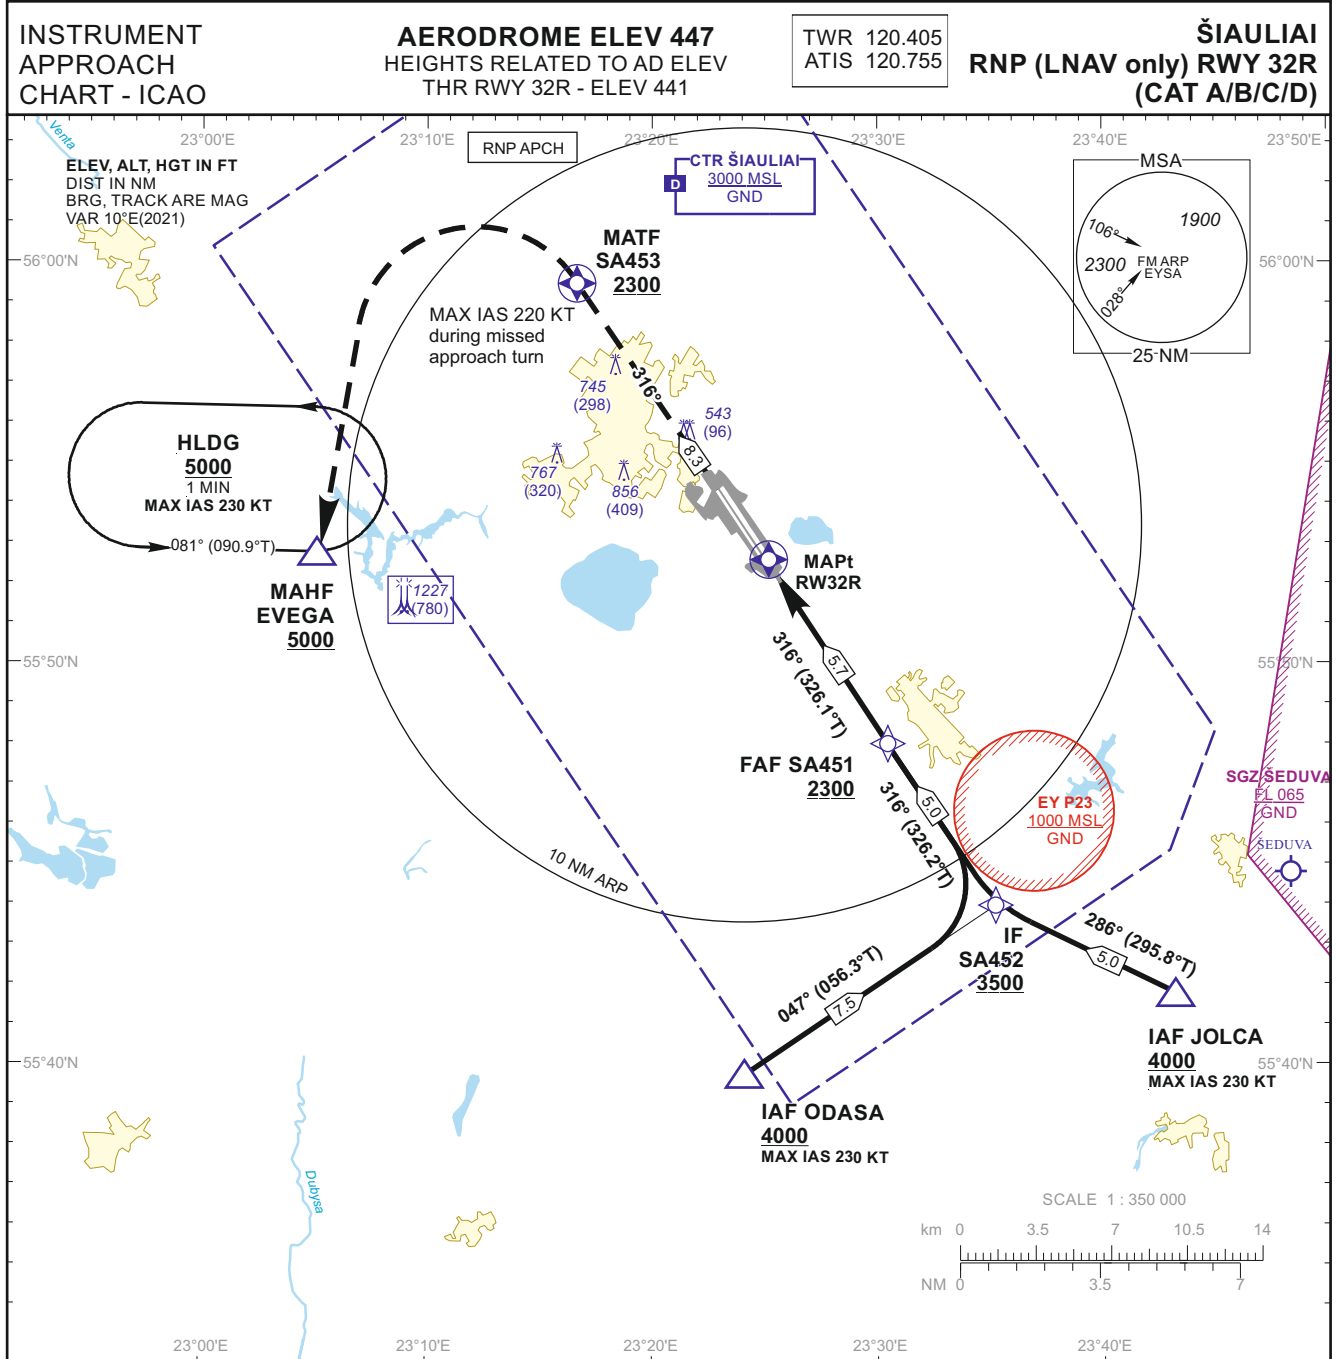 INSTRUMENT
APPROACH
CHART - ICAO
AERODROME ELEV 447
HEIGHTS RELATED TO AD ELEV
THR RWY 32R - ELEV 441
TWR 120.405
ATIS 120.755
ŠIAULIAI
RNP (LNAV only) RWY 32R
(CAT A/B/C/D)
23°00'E
23°10'E
23°20'E
23°30'E
23°40'E
23°50'E
Venta
ELEV, ALT, HGT IN FT
DIST IN NM
BRG, TRACK ARE MAG
VAR 10°E(2021)
RNP APCH
CTR ŠIAULIAI
D
3000 MSL
GND
MSA
1900
106°
2300
FM ARP
EYSA
028°
25 NM
56°00'N
56°00'N
MATF
SA453
2300
MAX IAS 220 KT
during missed
approach turn
745
(298)
316°
543
(96)
8.3
767
(320)
856
(409)
HLDG
5000
1 MIN
MAX IAS 230 KT
081° (090.9°T)
MAHF
EVEGA
5000
1227
(780)
MAPt
RW32R
55°50'N
55°50'N
5.7
316° (326.1°T)
FAF SA451
2300
5.0
316° (326.2°T)
EY P23
1000 MSL
GND
SGZ ŠEDUVA
FL 065
GND
ŠEDUVA
10 NM ARP
IF
SA452
3500
286° (295.8°T)
5.0
047° (056.3°T)
7.5
IAF JOLCA
4000
MAX IAS 230 KT
55°40'N
55°40'N
IAF ODASA
4000
MAX IAS 230 KT
Dubysa
SCALE 1 : 350 000
km 0 3.5 7 10.5 14
NM 0 3.5 7
23°00'E
23°10'E
23°20'E
23°30'E
23°40'E